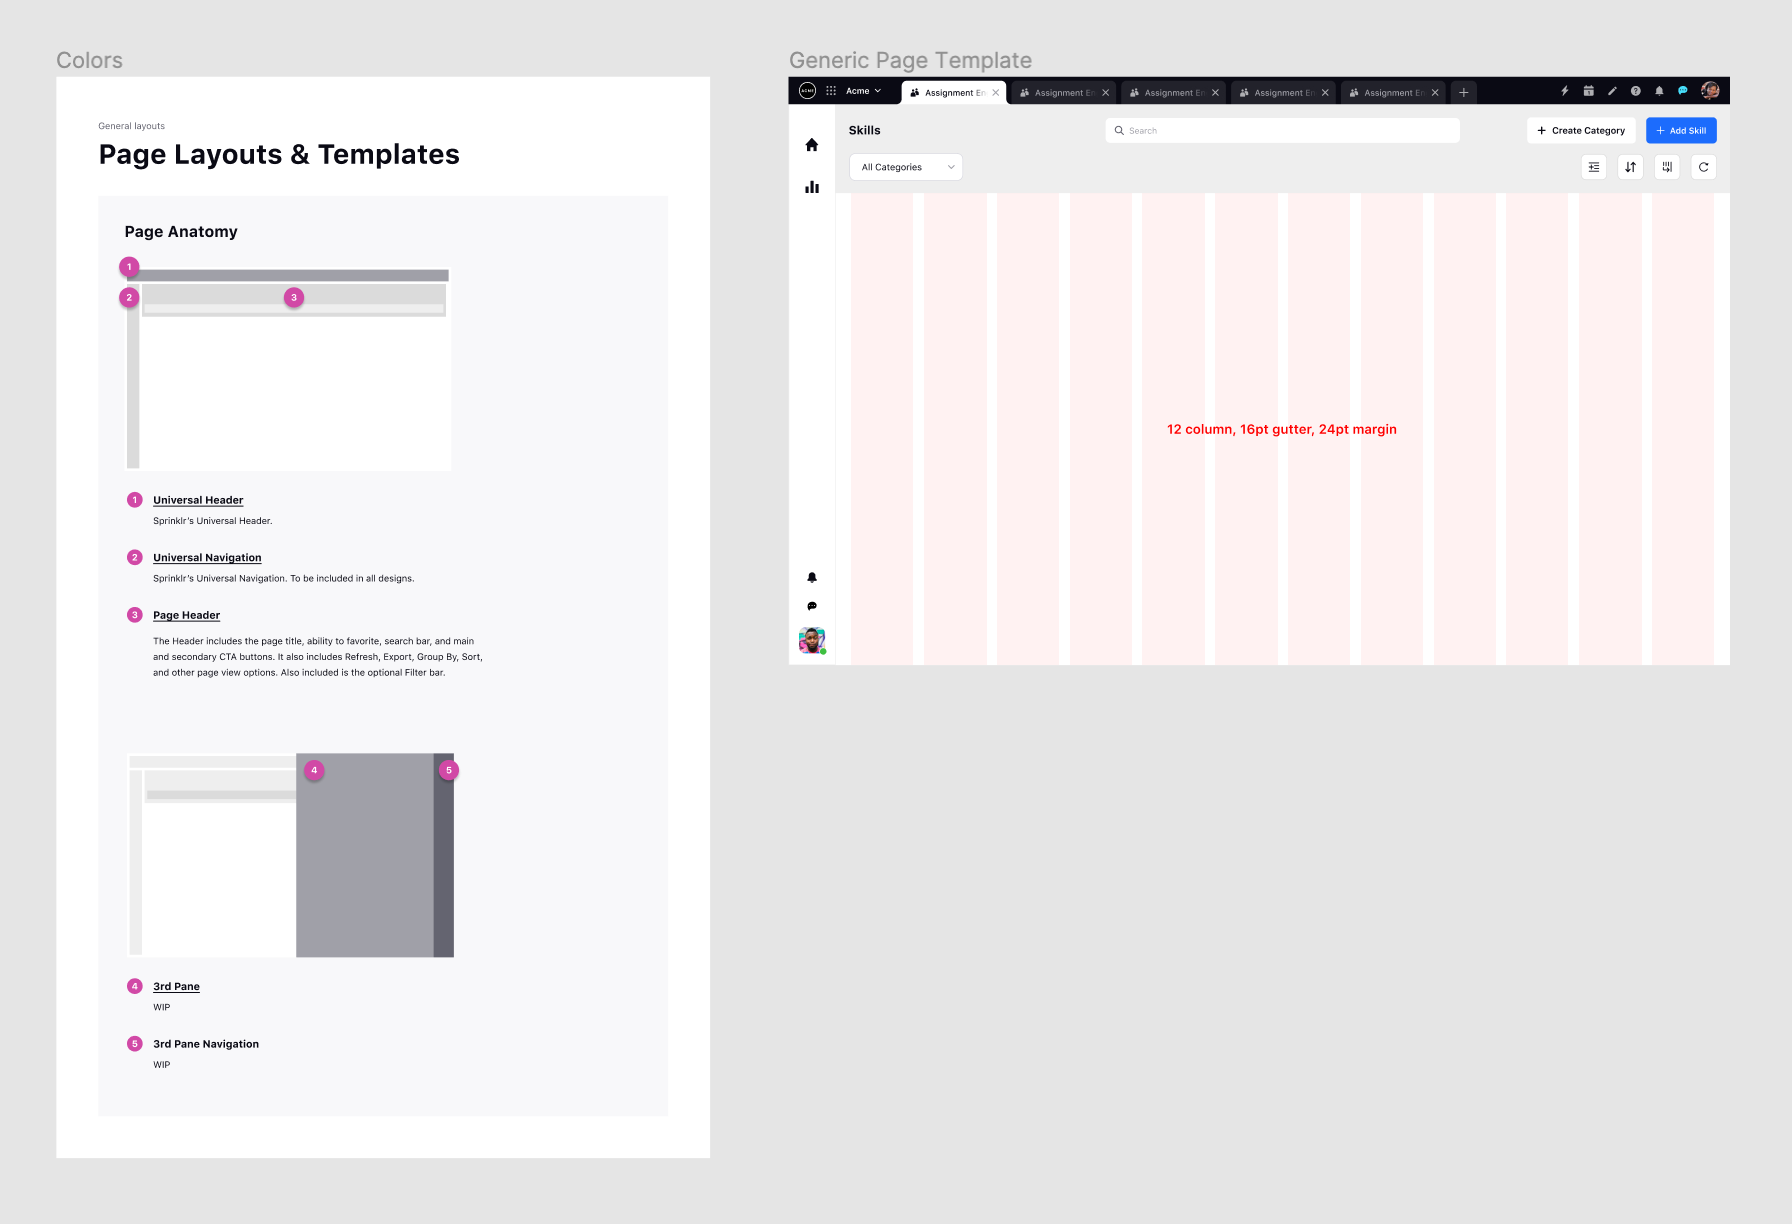 Colors
General layouts
Page Layouts & Templates
Page Anatomy
1
2
3
1 Universal Header
Sprinklr's Universal Header.
2 Universal Navigation
Sprinklr's Universal Navigation. To be included in all designs.
3 Page Header
The Header includes the page title, ability to favorite, search bar, and main
and secondary CTA buttons. It also includes Refresh, Export, Group By, Sort,
and other page view options. Also included is the optional Filter bar.
4
5
4 3rd Pane
WIP
5 3rd Pane Navigation
WIP
Generic Page Template
ACME
Acme
Assignment En
Assignment En
Assignment En
Assignment En
Assignment En
Skills
Search
Create Category
Add Skill
All Categories
12 column, 16pt gutter, 24pt margin